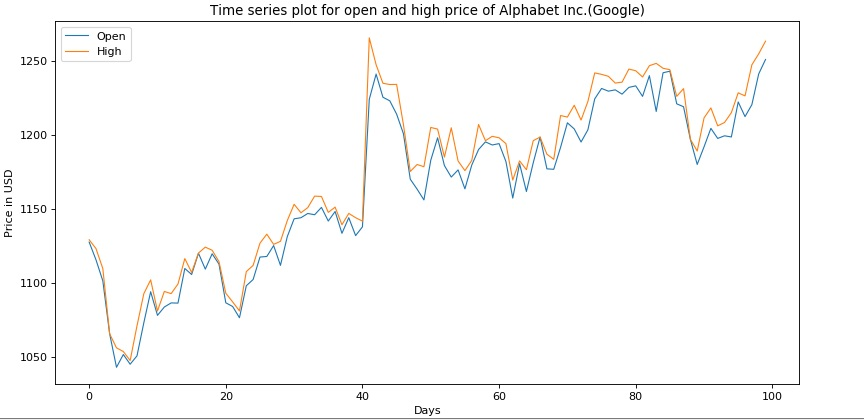 Time series plot for open and high price of Alphabet Inc.(Google)
Open
High
Price in USD
1250
1200
1150
1100
1050
0 20 40 60 80 100
Days